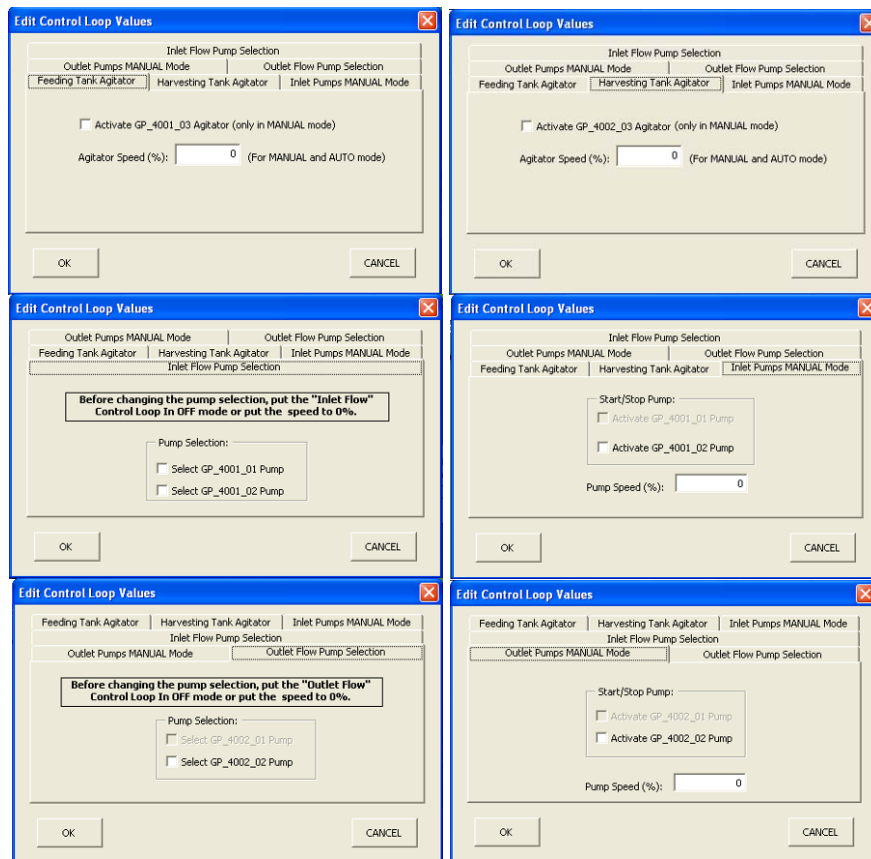 Edit Control Loop Values
Inlet Flow Pump Selection
Outlet Pumps MANUAL Mode Outlet Flow Pump Selection
Feeding Tank Agitator Harvesting Tank Agitator Inlet Pumps MANUAL Mode
Activate GP_4001_03 Agitator (only in MANUAL mode)
Agitator Speed (%): 0 (For MANUAL and AUTO mode)
OK CANCEL
Edit Control Loop Values
Inlet Flow Pump Selection
Outlet Pumps MANUAL Mode Outlet Flow Pump Selection
Feeding Tank Agitator Harvesting Tank Agitator Inlet Pumps MANUAL Mode
Activate GP_4002_03 Agitator (only in MANUAL mode)
Agitator Speed (%): 0 (For MANUAL and AUTO mode)
OK CANCEL
Edit Control Loop Values
Outlet Pumps MANUAL Mode Outlet Flow Pump Selection
Feeding Tank Agitator Harvesting Tank Agitator Inlet Pumps MANUAL Mode
Inlet Flow Pump Selection
Before changing the pump selection, put the "Inlet Flow"
Control Loop In OFF mode or put the speed to 0%.
Pump Selection:
Select GP_4001_01 Pump
Select GP_4001_02 Pump
OK CANCEL
Edit Control Loop Values
Inlet Flow Pump Selection
Outlet Pumps MANUAL Mode Outlet Flow Pump Selection
Feeding Tank Agitator Harvesting Tank Agitator Inlet Pumps MANUAL Mode
Start/Stop Pump:
Activate GP_4001_01 Pump
Activate GP_4001_02 Pump
Pump Speed (%): 0
OK CANCEL
Edit Control Loop Values
Feeding Tank Agitator Harvesting Tank Agitator Inlet Pumps MANUAL Mode
Inlet Flow Pump Selection
Outlet Pumps MANUAL Mode Outlet Flow Pump Selection
Before changing the pump selection, put the "Outlet Flow"
Control Loop In OFF mode or put the speed to 0%.
Pump Selection:
Select GP_4002_01 Pump
Select GP_4002_02 Pump
OK CANCEL
Edit Control Loop Values
Feeding Tank Agitator Harvesting Tank Agitator Inlet Pumps MANUAL Mode
Inlet Flow Pump Selection
Outlet Pumps MANUAL Mode Outlet Flow Pump Selection
Start/Stop Pump:
Activate GP_4002_01 Pump
Activate GP_4002_02 Pump
Pump Speed (%): 0
OK CANCEL